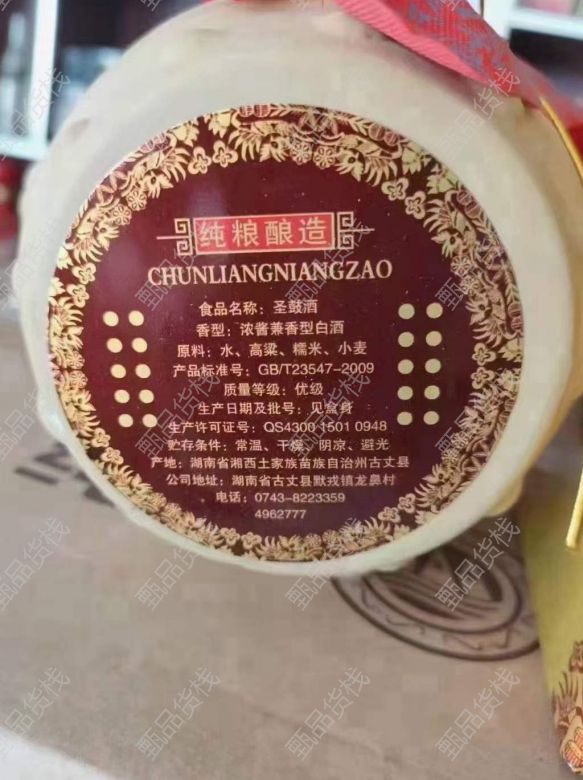 纯粮酿造
CHUNLIANGNIANGZAO
食品名称：圣鼓酒
香型：浓酱兼香型白酒
原料：水、高粱、糯米、小麦
产品标准号：GB/T23547-2009
质量等级：优级
生产日期及批号：见盒身
生产许可证号：QS4300 1501 0948
贮存条件：常温、干燥、阴凉、避光
产地：湖南省湘西土家族苗族自治州古丈县
公司地址：湖南省古丈县默戎镇龙鼻村
电话：0743-8223359
4962777
甄品货栈